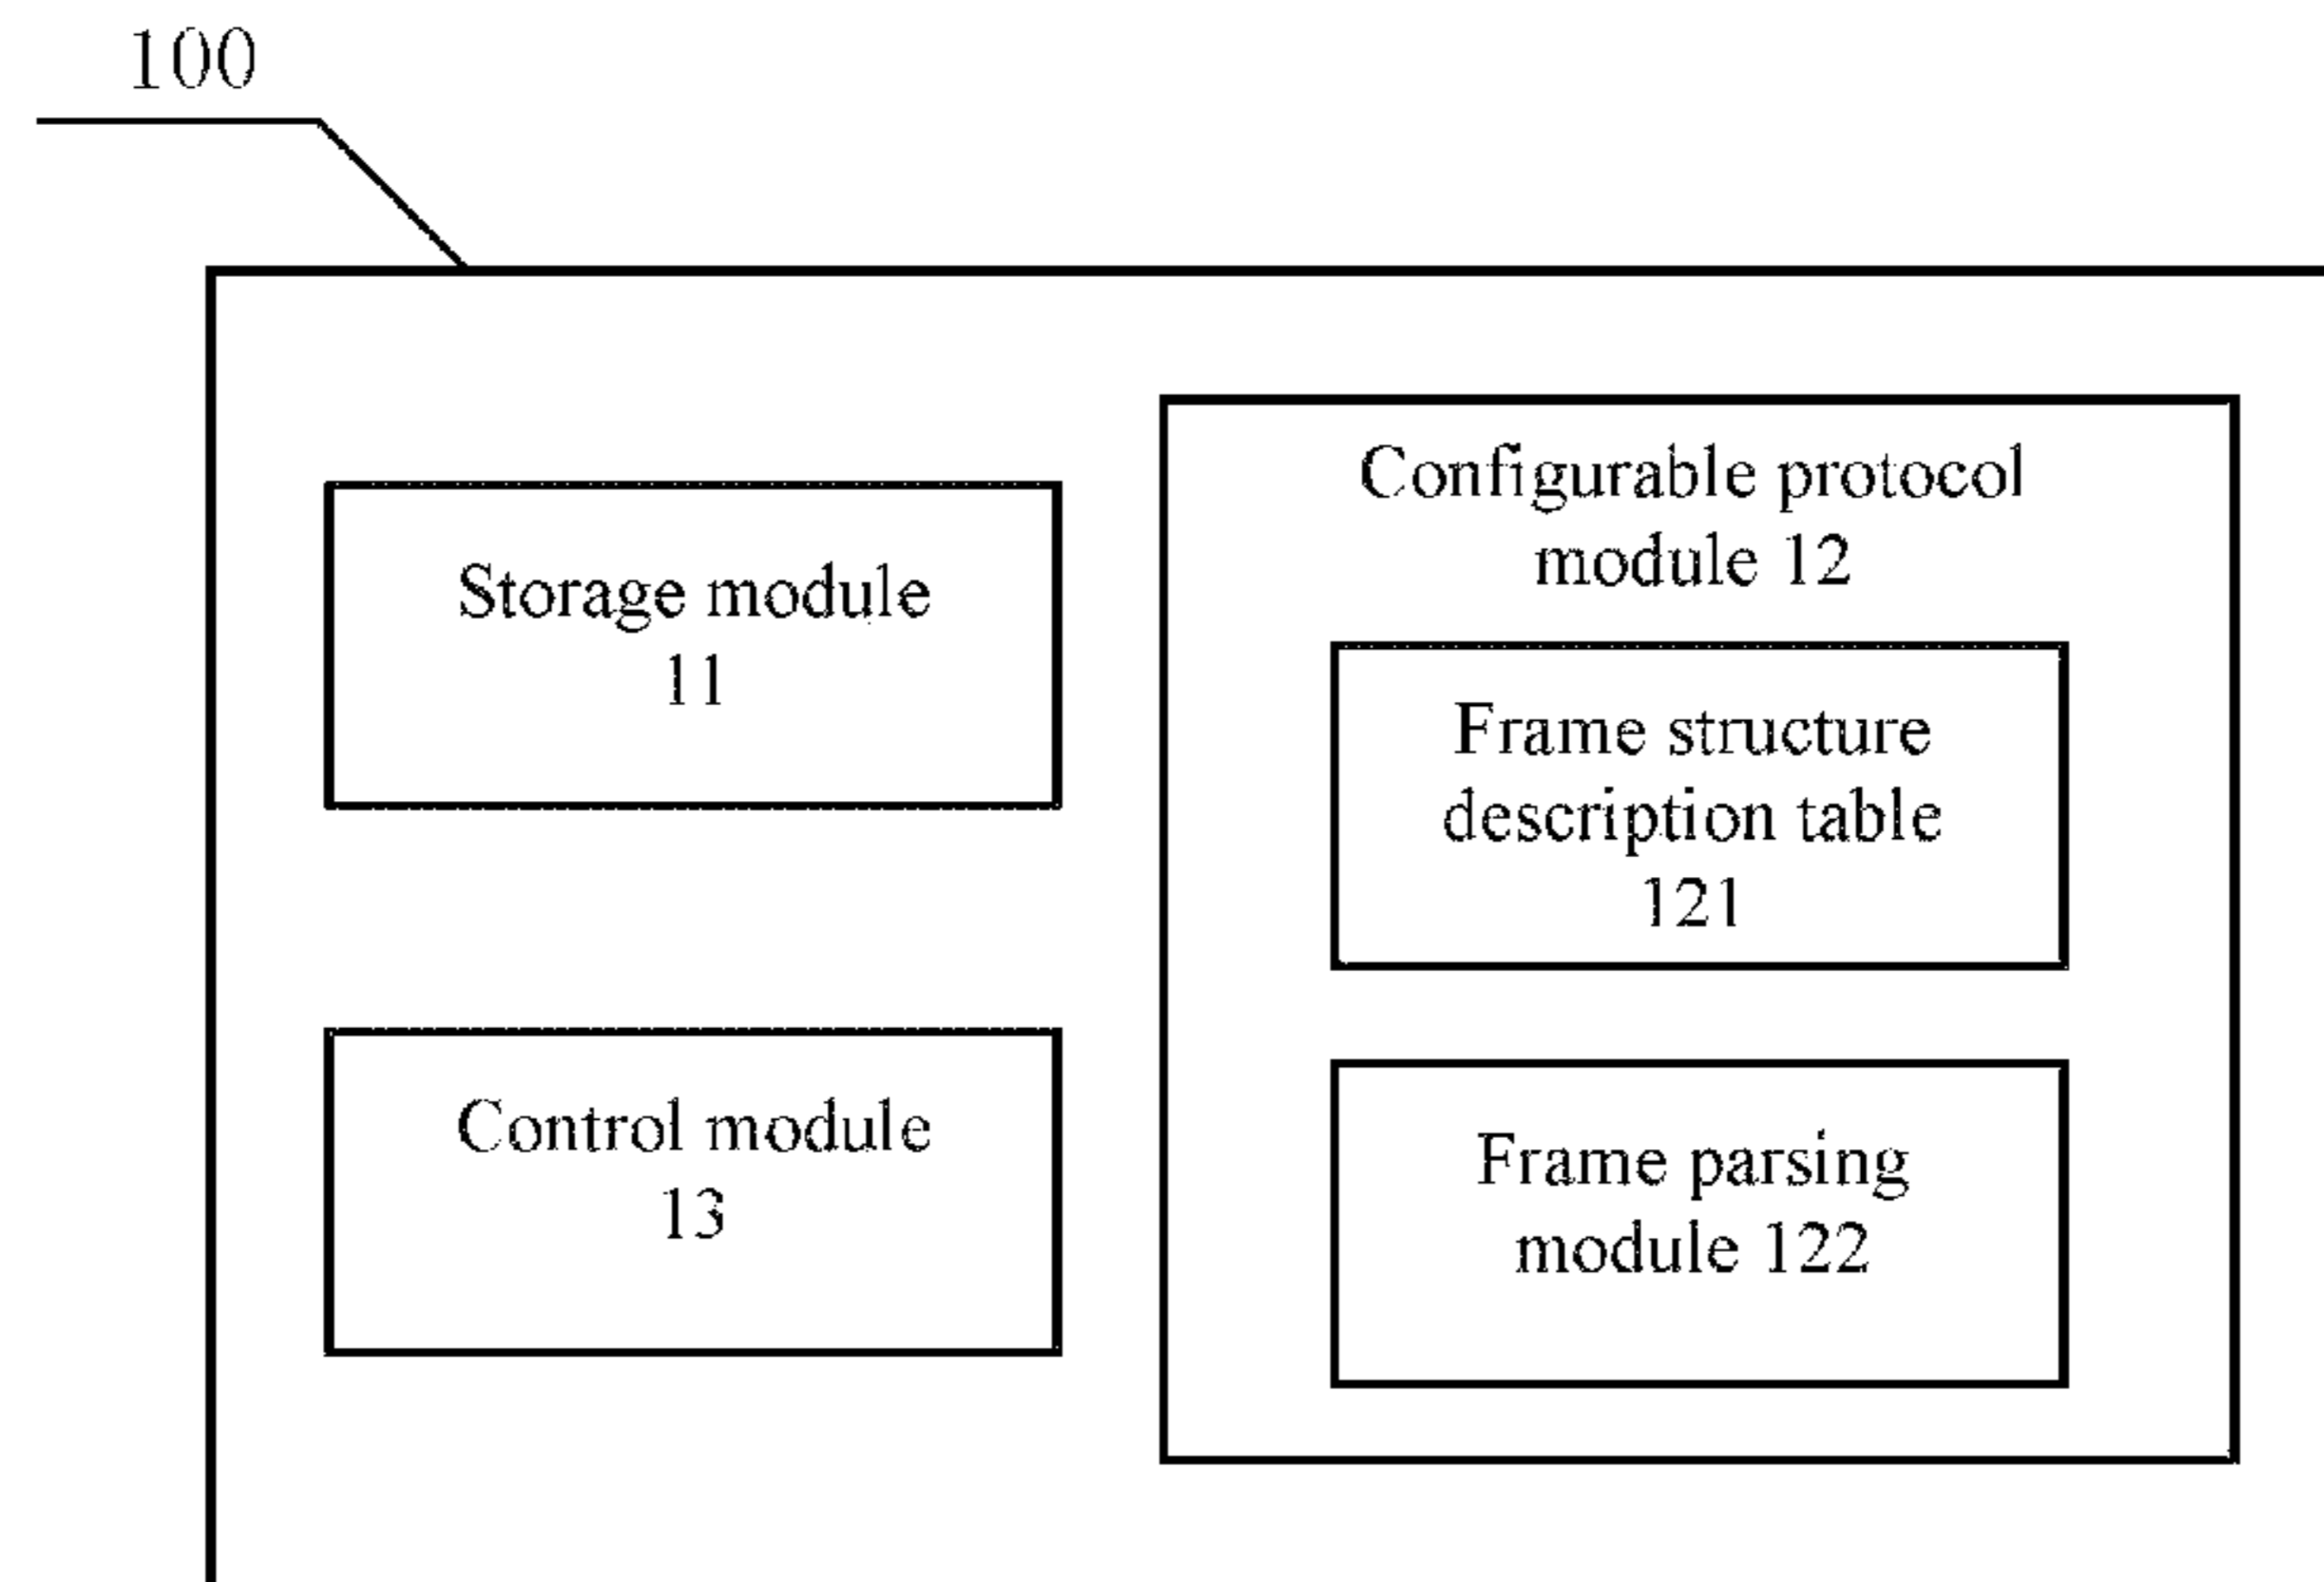 100
Storage module
11
Configurable protocol
module 12
Frame structure
description table
121
Control module
13
Frame parsing
module 122